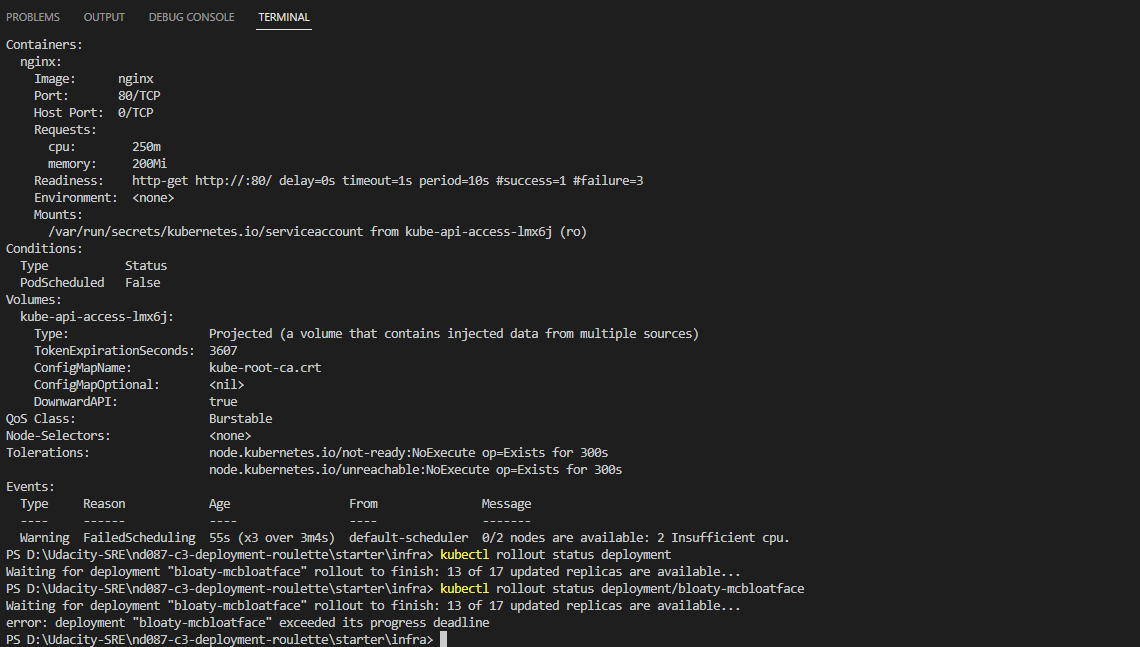 PROBLEMS OUTPUT DEBUG CONSOLE TERMINAL
Containers:
  nginx:
    Image:      nginx
    Port:       80/TCP
    Host Port:  0/TCP
    Requests:
      cpu:        250m
      memory:     200Mi
    Readiness:    http-get http://:80/ delay=0s timeout=1s period=10s #success=1 #failure=3
    Environment:  <none>
    Mounts:
      /var/run/secrets/kubernetes.io/serviceaccount from kube-api-access-lmx6j (ro)
Conditions:
  Type           Status
  PodScheduled   False
Volumes:
  kube-api-access-lmx6j:
    Type:                    Projected (a volume that contains injected data from multiple sources)
    TokenExpirationSeconds:  3607
    ConfigMapName:           kube-root-ca.crt
    ConfigMapOptional:       <nil>
    DownwardAPI:             true
QoS Class:                   Burstable
Node-Selectors:              <none>
Tolerations:                 node.kubernetes.io/not-ready:NoExecute op=Exists for 300s
                             node.kubernetes.io/unreachable:NoExecute op=Exists for 300s
Events:
  Type     Reason            Age                 From               Message
  ----     ------            ----                ----               -------
  Warning  FailedScheduling  55s (x3 over 3m4s)  default-scheduler  0/2 nodes are available: 2 Insufficient cpu.
PS D:\Udacity-SRE\nd087-c3-deployment-roulette\starter\infra> kubectl rollout status deployment
Waiting for deployment "bloaty-mcbloatface" rollout to finish: 13 of 17 updated replicas are available...
PS D:\Udacity-SRE\nd087-c3-deployment-roulette\starter\infra> kubectl rollout status deployment/bloaty-mcbloatface
Waiting for deployment "bloaty-mcbloatface" rollout to finish: 13 of 17 updated replicas are available...
error: deployment "bloaty-mcbloatface" exceeded its progress deadline
PS D:\Udacity-SRE\nd087-c3-deployment-roulette\starter\infra>